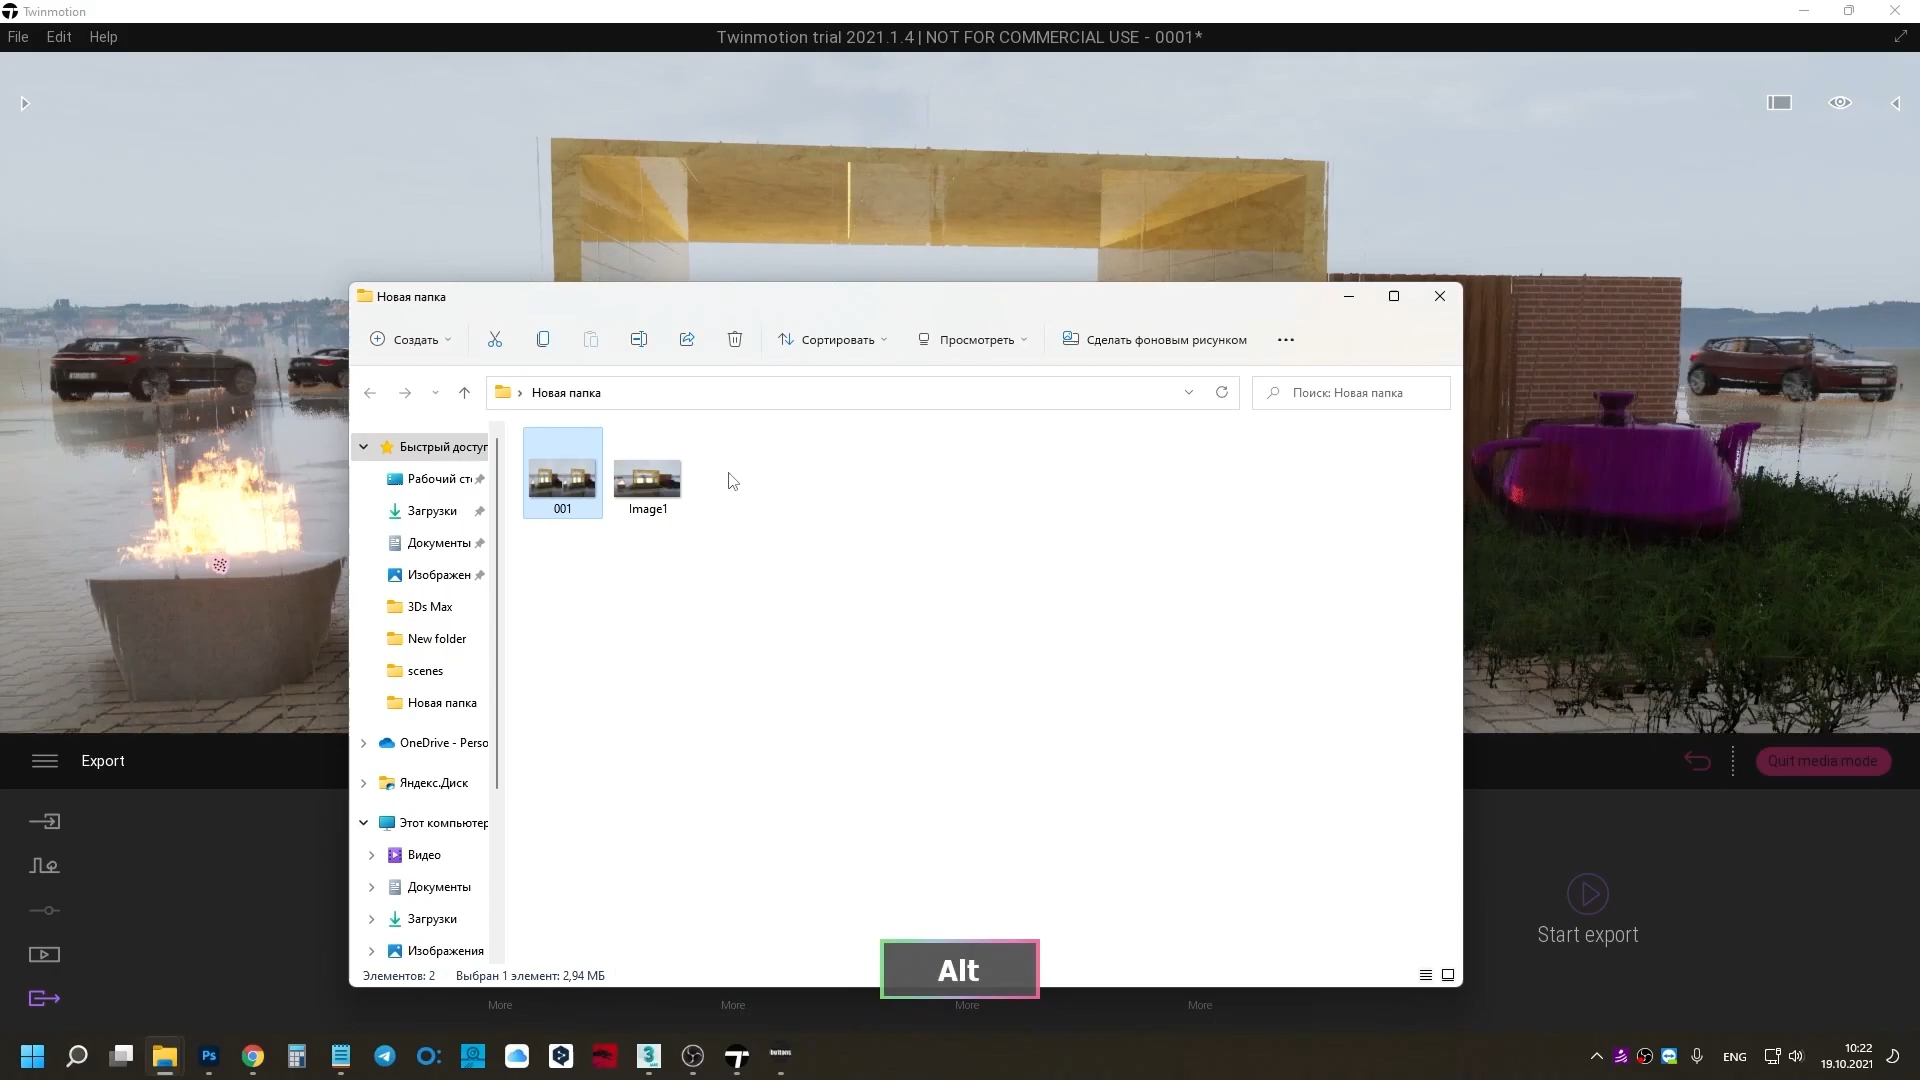 Twinmotion
File Edit Help
Twinmotion trial 2021.1.4 | NOT FOR COMMERCIAL USE - 0001*
Новая папка
Создать
Сортировать
Просмотреть
Сделать фоновым рисунком
Новая папка
Поиск: Новая папка
Быстрый доступ
Рабочий сто
Загрузки
Документы
Изображен
3Ds Max
New folder
scenes
Новая папка
OneDrive - Perso
Яндекс.Диск
Этот компьютер
Видео
Документы
Загрузки
Изображения
001
Image1
Элементов: 2 Выбран 1 элемент: 2,94 МБ
Alt
Export
Quit media mode
Start export
More
More
More
More
Ps
3
buttons
ENG
10:22
19.10.2021